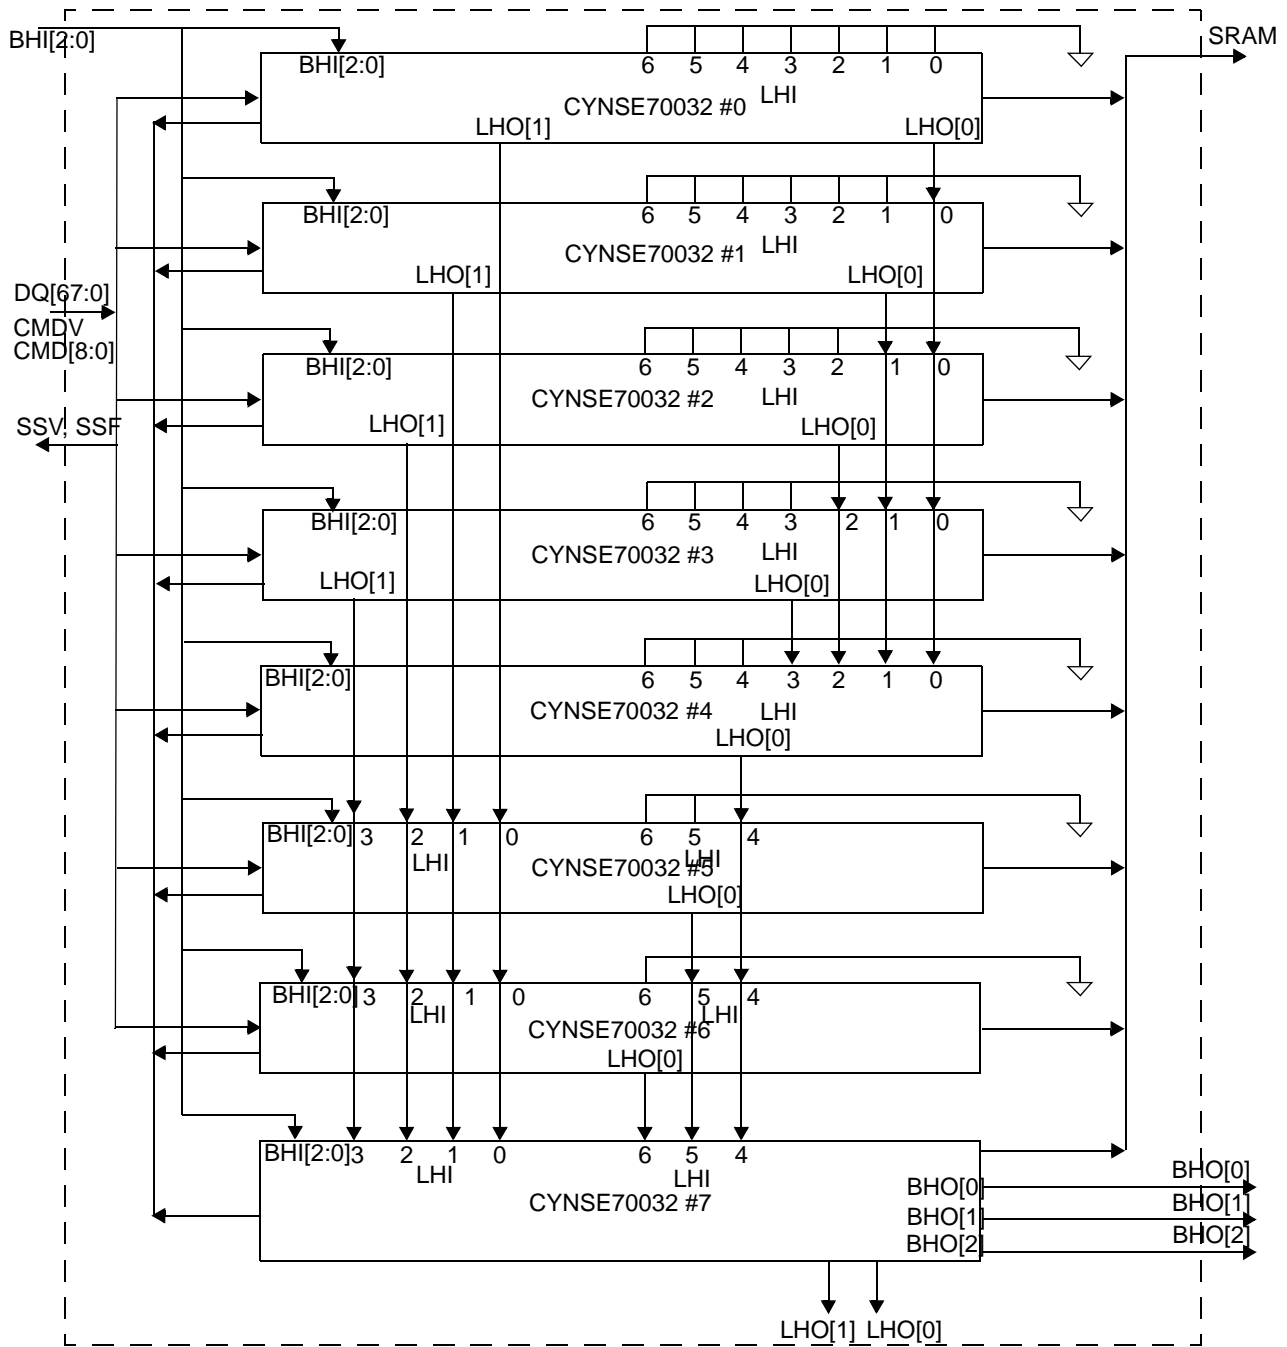 BHI[2:0]
SRAM
BHI[2:0] 6 5 4 3 2 1 0
LHI
CYNSE70032 #0
LHO[1] LHO[0]
BHI[2:0] 6 5 4 3 2 1 0
LHI
CYNSE70032 #1
LHO[1] LHO[0]
DQ[67:0]
CMDV
CMD[8:0]
BHI[2:0] 6 5 4 3 2 1 0
CYNSE70032 #2 LHI
LHO[1] LHO[0]
SSV, SSF
BHI[2:0] 6 5 4 3 2 1 0
CYNSE70032 #3 LHI
LHO[1] LHO[0]
BHI[2:0] 6 5 4 3 2 1 0
CYNSE70032 #4 LHI
LHO[0]
BHI[2:0] 3 2 1 0 6 5 4
LHI LHI
CYNSE70032 #5
LHO[0]
BHI[2:0] 3 2 1 0 6 5 4
LHI LHI
CYNSE70032 #6
LHO[0]
BHI[2:0] 3 2 1 0 6 5 4
LHI LHI
CYNSE70032 #7
BHO[0] BHO[0]
BHO[1] BHO[1]
BHO[2] BHO[2]
LHO[1] LHO[0]